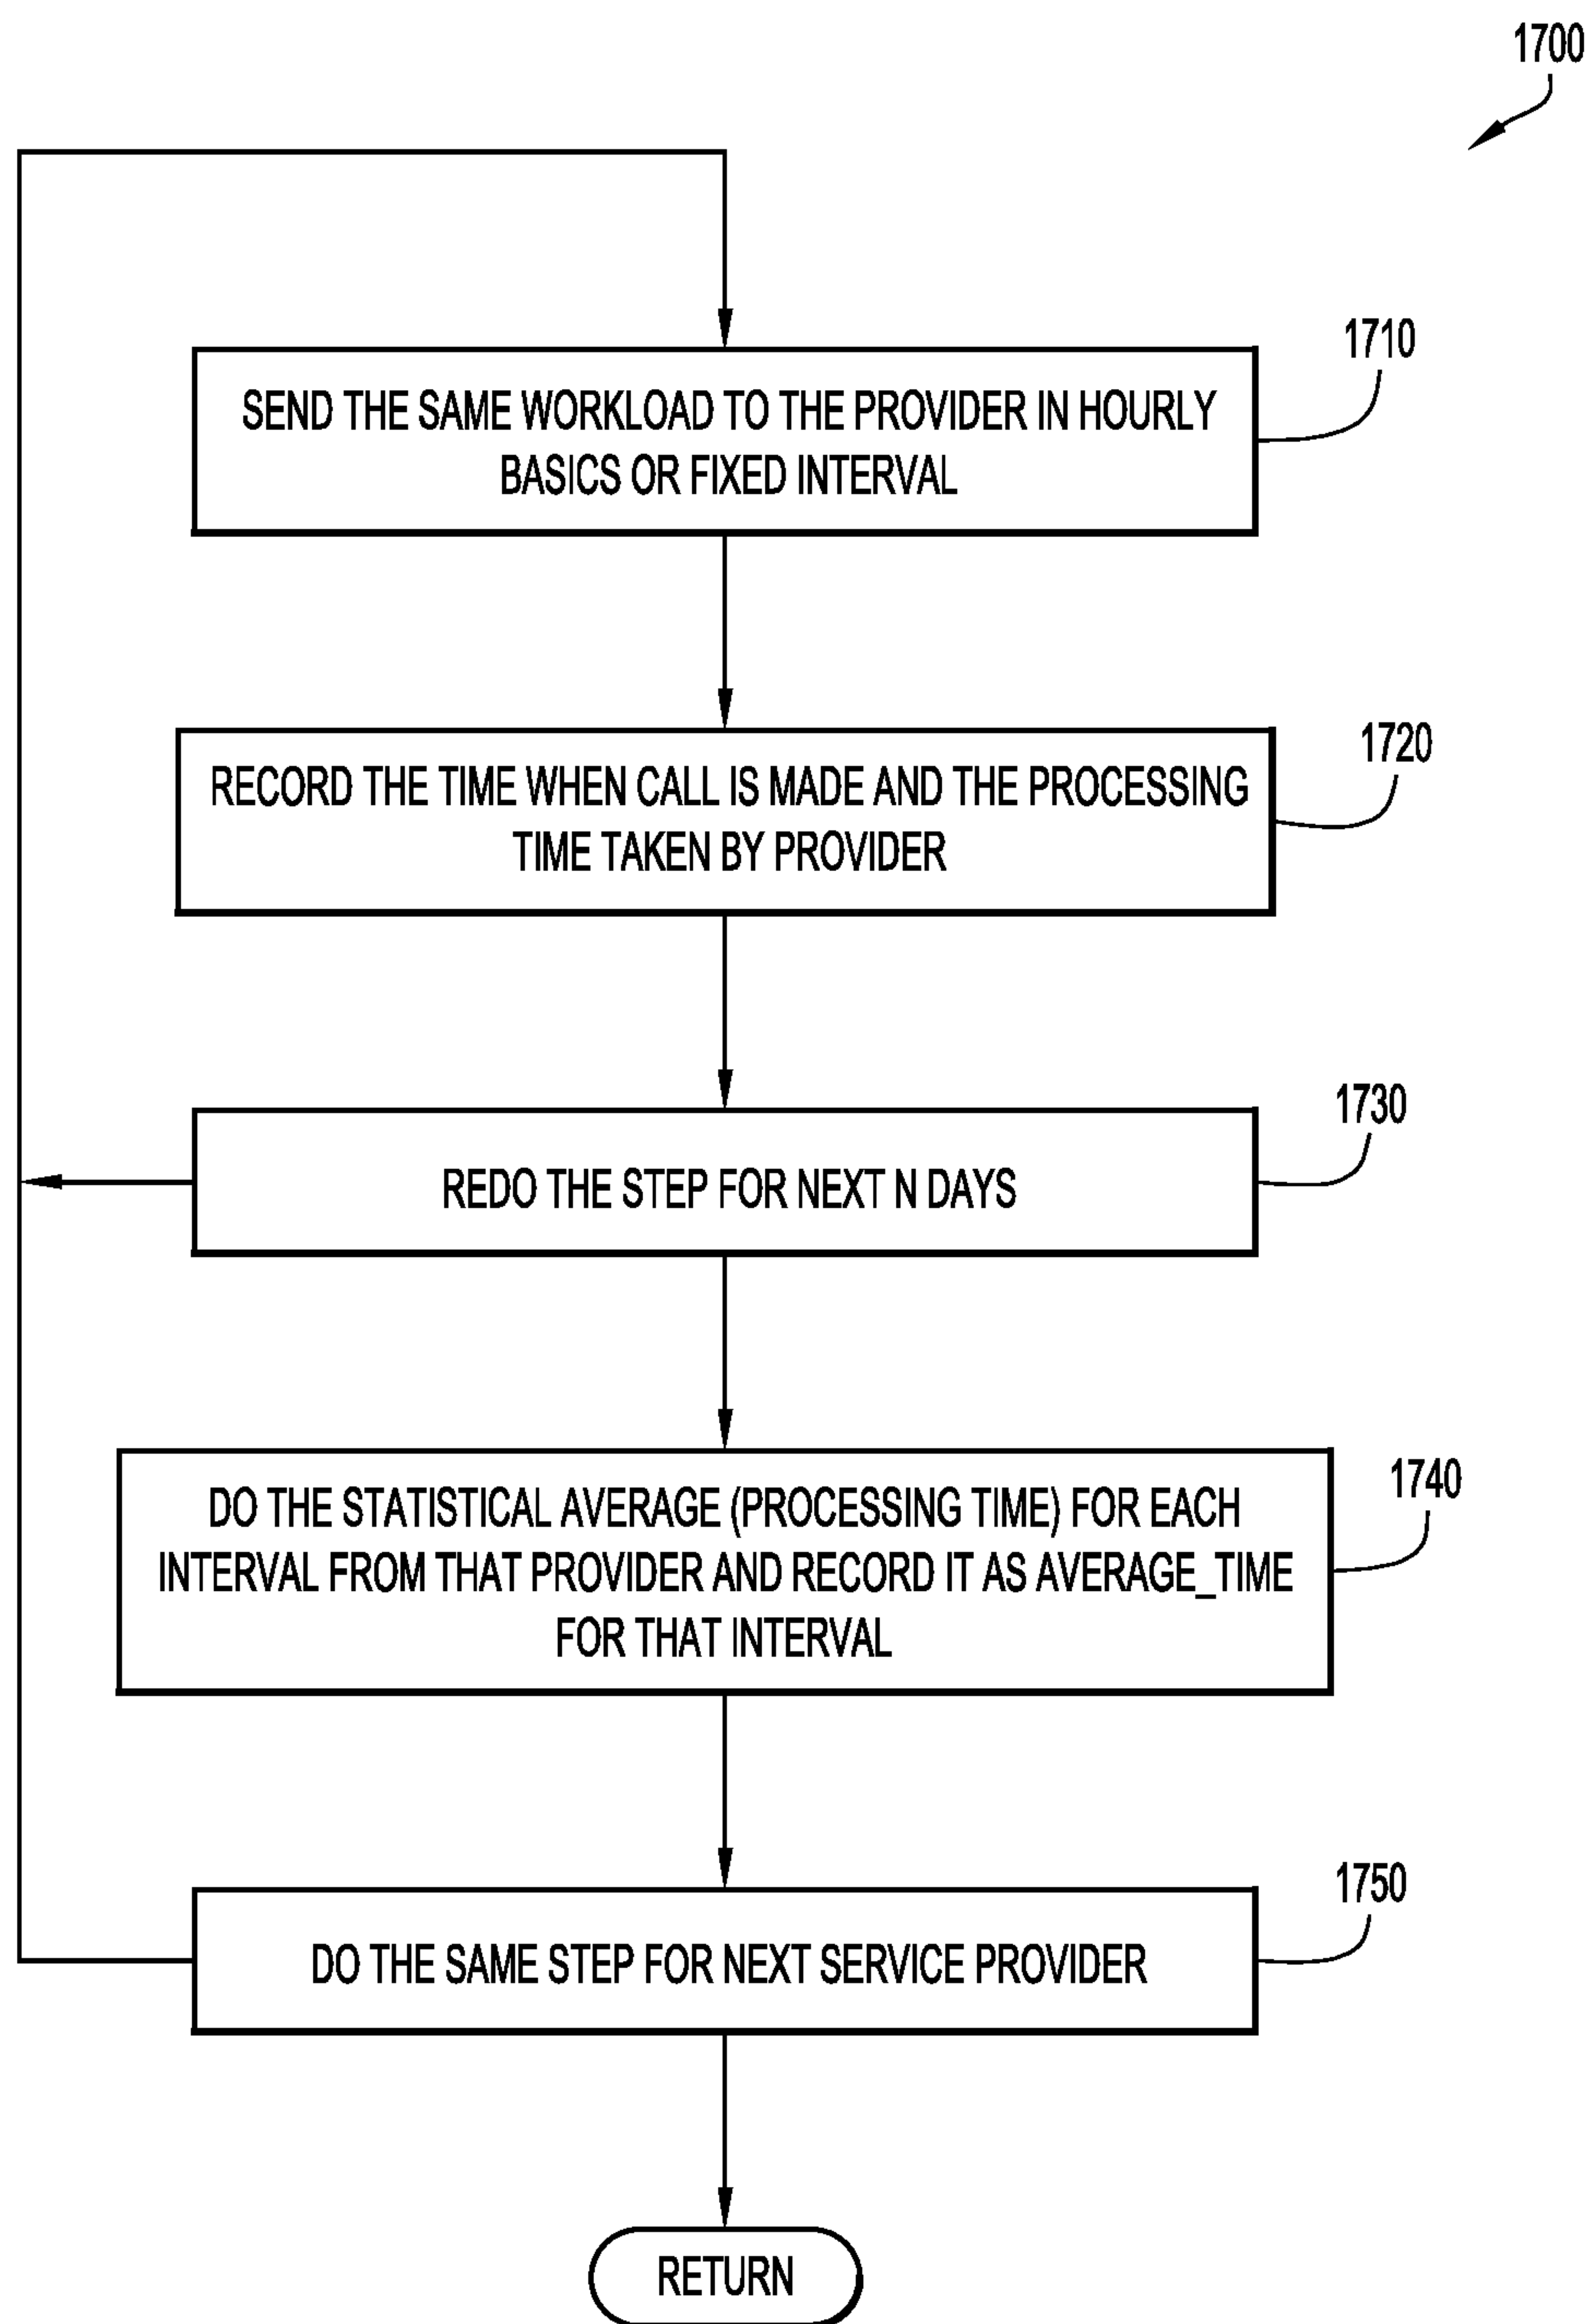 1700
1710
SEND THE SAME WORKLOAD TO THE PROVIDER IN HOURLY
BASICS OR FIXED INTERVAL
1720
RECORD THE TIME WHEN CALL IS MADE AND THE PROCESSING
TIME TAKEN BY PROVIDER
1730
REDO THE STEP FOR NEXT N DAYS
1740
DO THE STATISTICAL AVERAGE (PROCESSING TIME) FOR EACH
INTERVAL FROM THAT PROVIDER AND RECORD IT AS AVERAGE_TIME
FOR THAT INTERVAL
1750
DO THE SAME STEP FOR NEXT SERVICE PROVIDER
RETURN